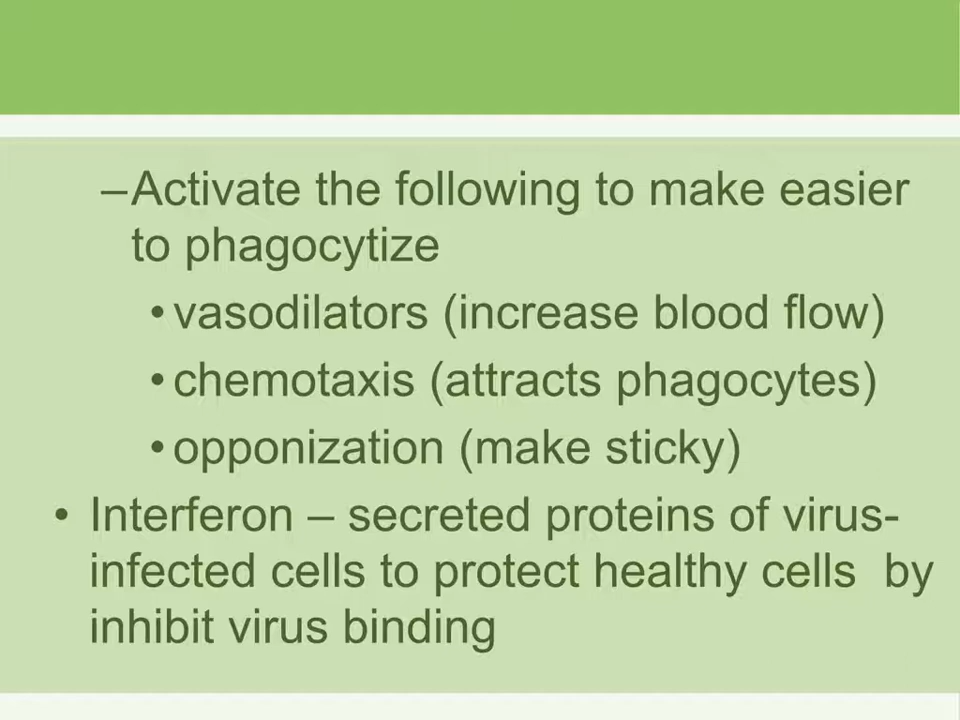 –Activate the following to make easier
to phagocytize
• vasodilators (increase blood flow)
• chemotaxis (attracts phagocytes)
• opponization (make sticky)
• Interferon – secreted proteins of virus-
infected cells to protect healthy cells  by
inhibit virus binding